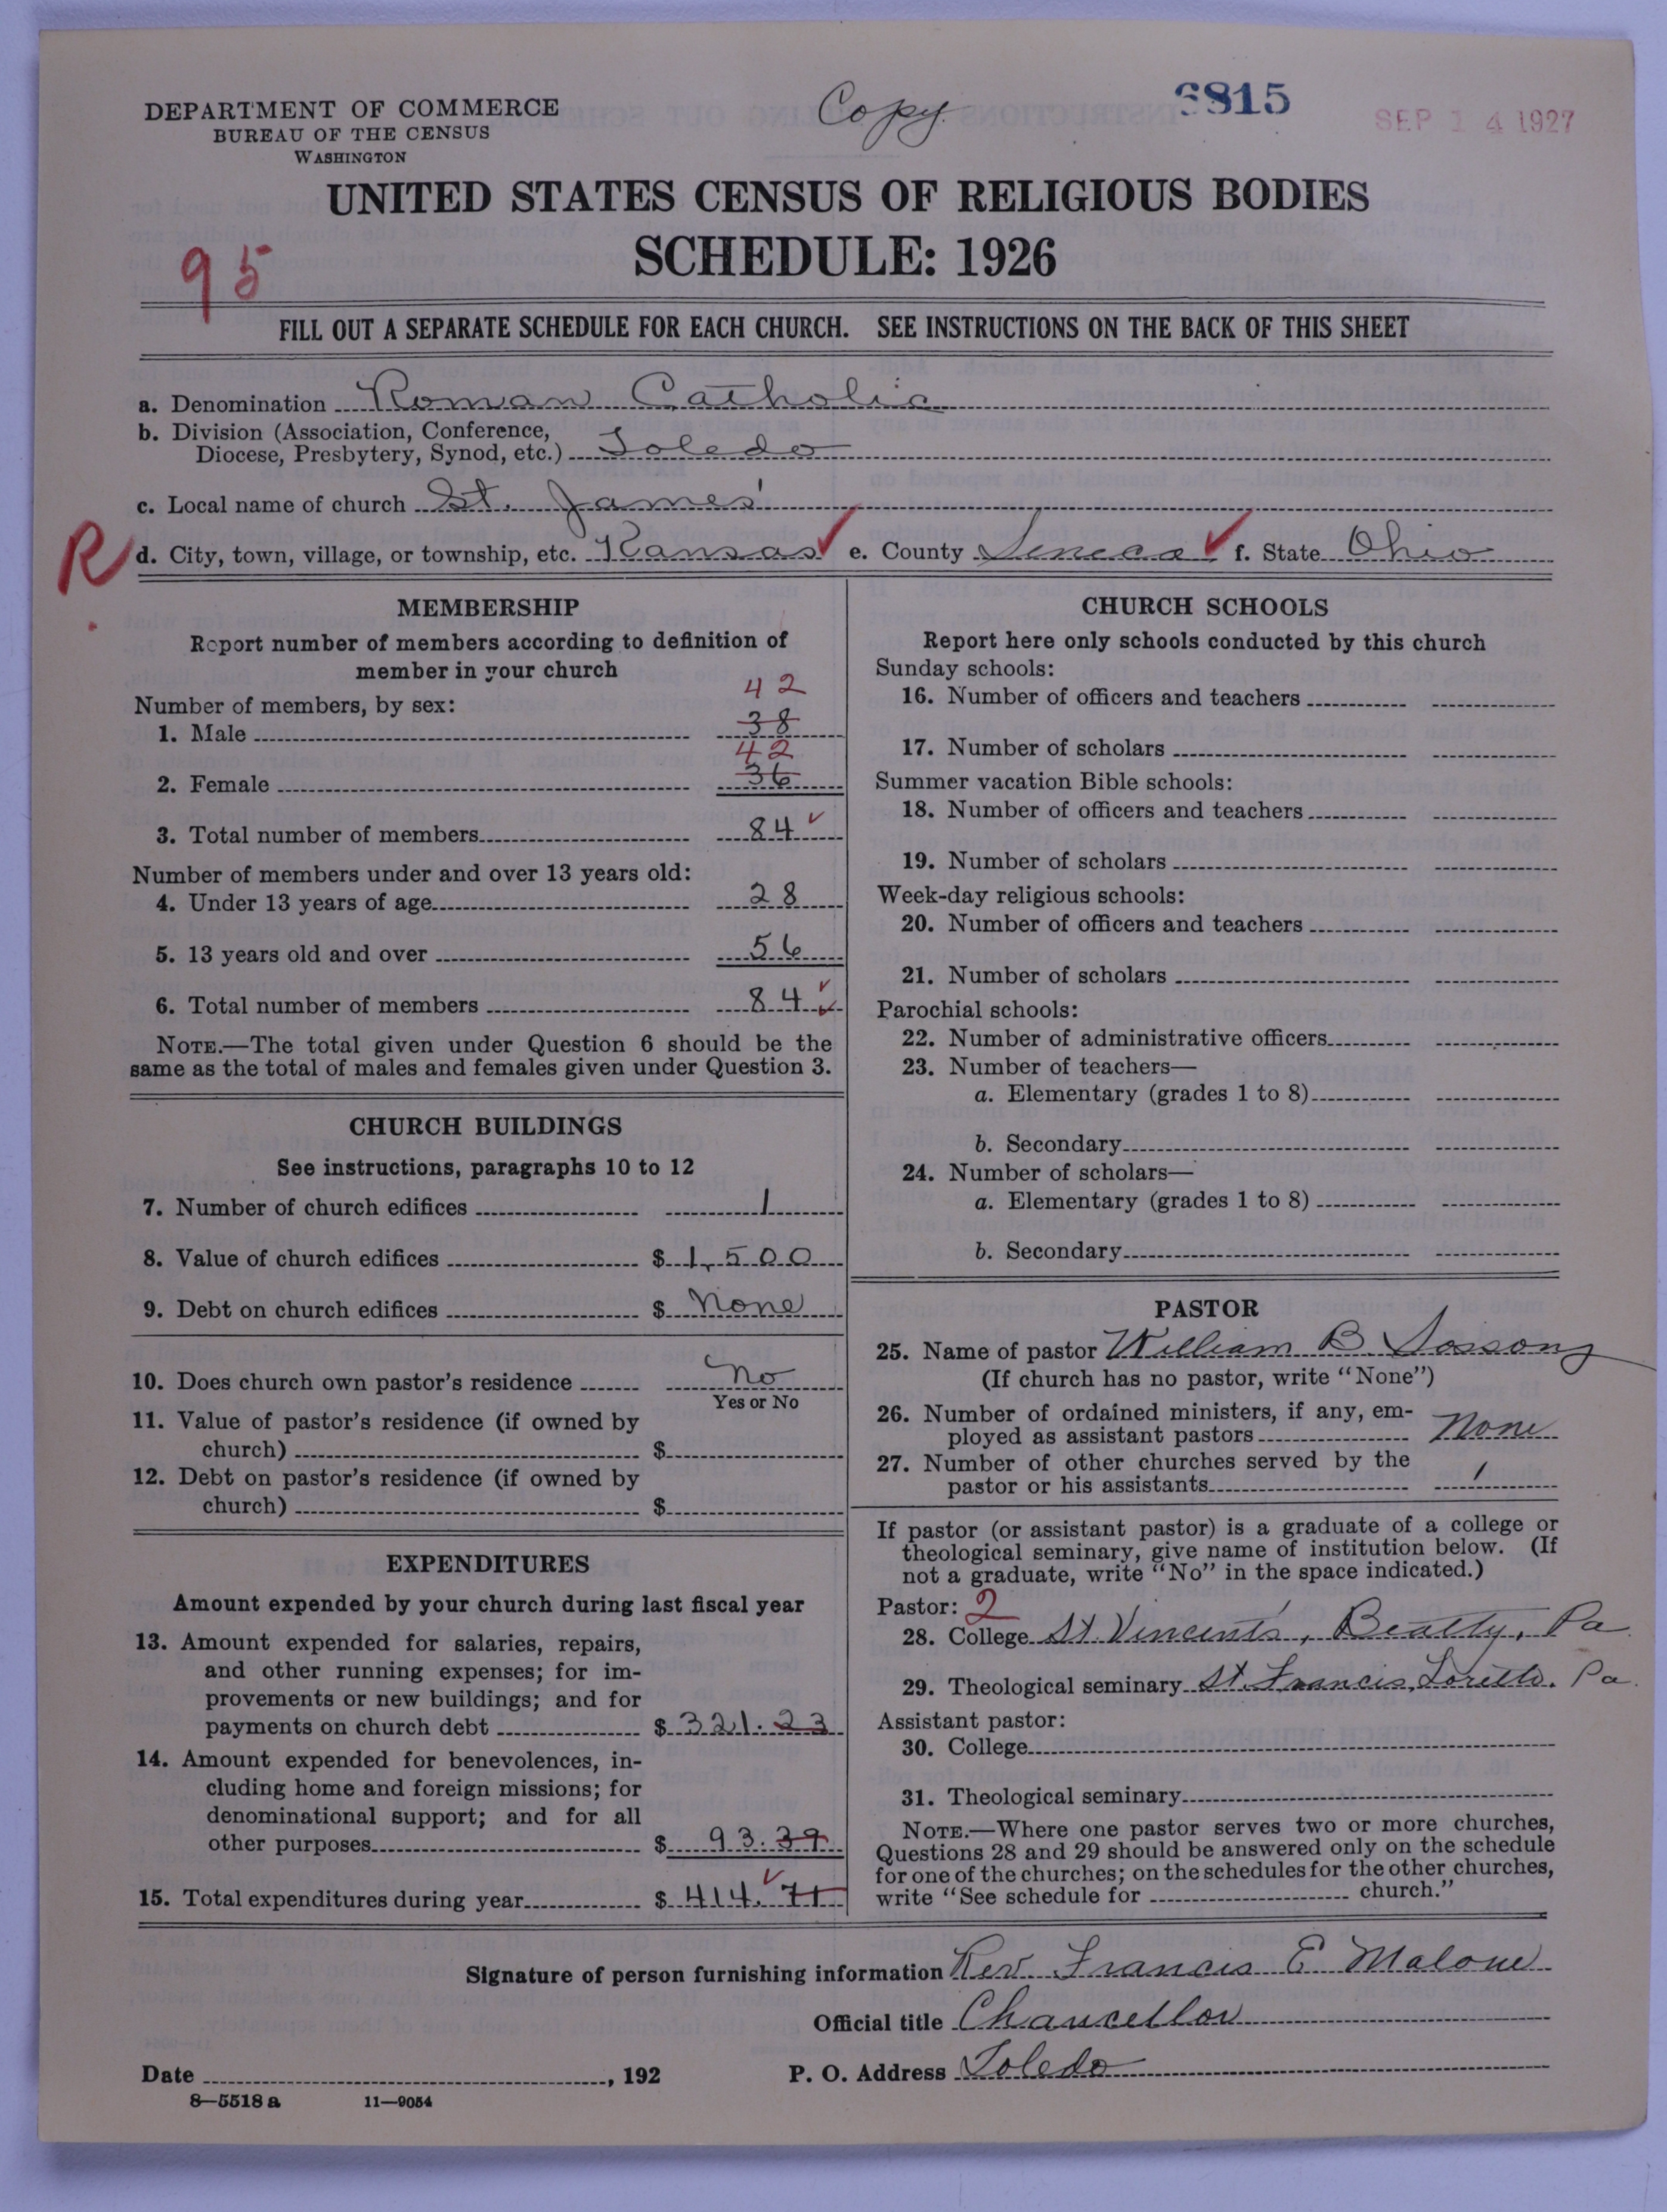 DEPARTMENT OF COMMERCE
BUREAU OF THE CENSUS
WASHINGTON
Copy
3815
SEP 14 1927
UNITED STATES CENSUS OF RELIGIOUS BODIES
SCHEDULE: 1926
95
FILL OUT A SEPARATE SCHEDULE FOR EACH CHURCH. SEE INSTRUCTIONS ON THE BACK OF THIS SHEET
a. Denomination Roman Catholic
b. Division (Association, Conference,
Diocese, Presbytery, Synod, etc.) Toledo
c. Local name of church St. James'
R d. City, town, village, or township, etc. Kansas e. County Seneca f. State Ohio
MEMBERSHIP
Report number of members according to definition of
member in your church
Number of members, by sex:
42
1. Male 38
42
2. Female 36
3. Total number of members 84
Number of members under and over 13 years old:
4. Under 13 years of age 28
5. 13 years old and over 56
6. Total number of members 84
NOTE.—The total given under Question 6 should be the
same as the total of males and females given under Question 3.
CHURCH BUILDINGS
See instructions, paragraphs 10 to 12
7. Number of church edifices 1
8. Value of church edifices $ 1,500
9. Debt on church edifices $ None
10. Does church own pastor's residence No
Yes or No
11. Value of pastor's residence (if owned by
church) $
12. Debt on pastor's residence (if owned by
church) $
EXPENDITURES
Amount expended by your church during last fiscal year
13. Amount expended for salaries, repairs,
and other running expenses; for im-
provements or new buildings; and for
payments on church debt $ 321.23
14. Amount expended for benevolences, in-
cluding home and foreign missions; for
denominational support; and for all
other purposes $ 93.39
15. Total expenditures during year $ 414.71
CHURCH SCHOOLS
Report here only schools conducted by this church
Sunday schools:
16. Number of officers and teachers
17. Number of scholars
Summer vacation Bible schools:
18. Number of officers and teachers
19. Number of scholars
Week-day religious schools:
20. Number of officers and teachers
21. Number of scholars
Parochial schools:
22. Number of administrative officers
23. Number of teachers—
a. Elementary (grades 1 to 8)
b. Secondary
24. Number of scholars—
a. Elementary (grades 1 to 8)
b. Secondary
PASTOR
25. Name of pastor William B. Sossong
(If church has no pastor, write "None")
26. Number of ordained ministers, if any, em-
ployed as assistant pastors None
27. Number of other churches served by the
pastor or his assistants 1
If pastor (or assistant pastor) is a graduate of a college or
theological seminary, give name of institution below. (If
not a graduate, write "No" in the space indicated.)
Pastor: 2
28. College St. Vincent's, Beatty, Pa
29. Theological seminary St. Francis, Loretto. Pa.
Assistant pastor:
30. College
31. Theological seminary
NOTE.—Where one pastor serves two or more churches,
Questions 28 and 29 should be answered only on the schedule
for one of the churches; on the schedules for the other churches,
write "See schedule for church."
Signature of person furnishing information Rev. Francis E Malone
Official title Chancellor
Date , 192 P. O. Address Toledo
8—5518 a 11—9054